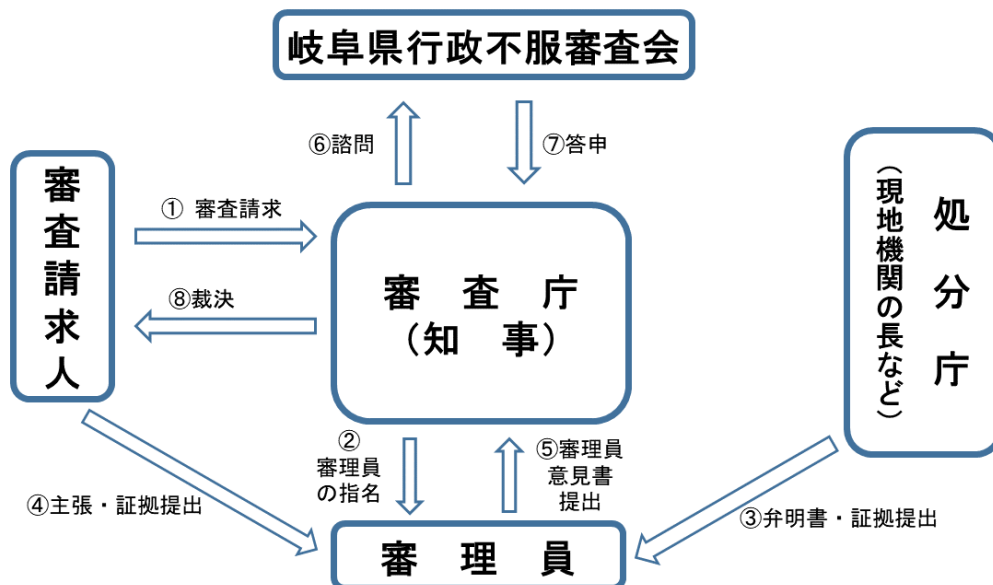 岐阜県行政不服審査会
⑥諮問
⑦答申
審査請求人
① 審査請求
⑧裁決
審 査 庁
（知 事）
処 分 庁
（現地機関の長など）
②
審理員
の指名
⑤審理員
意見書
提出
④主張・証拠提出
③弁明書・証拠提出
審 理 員